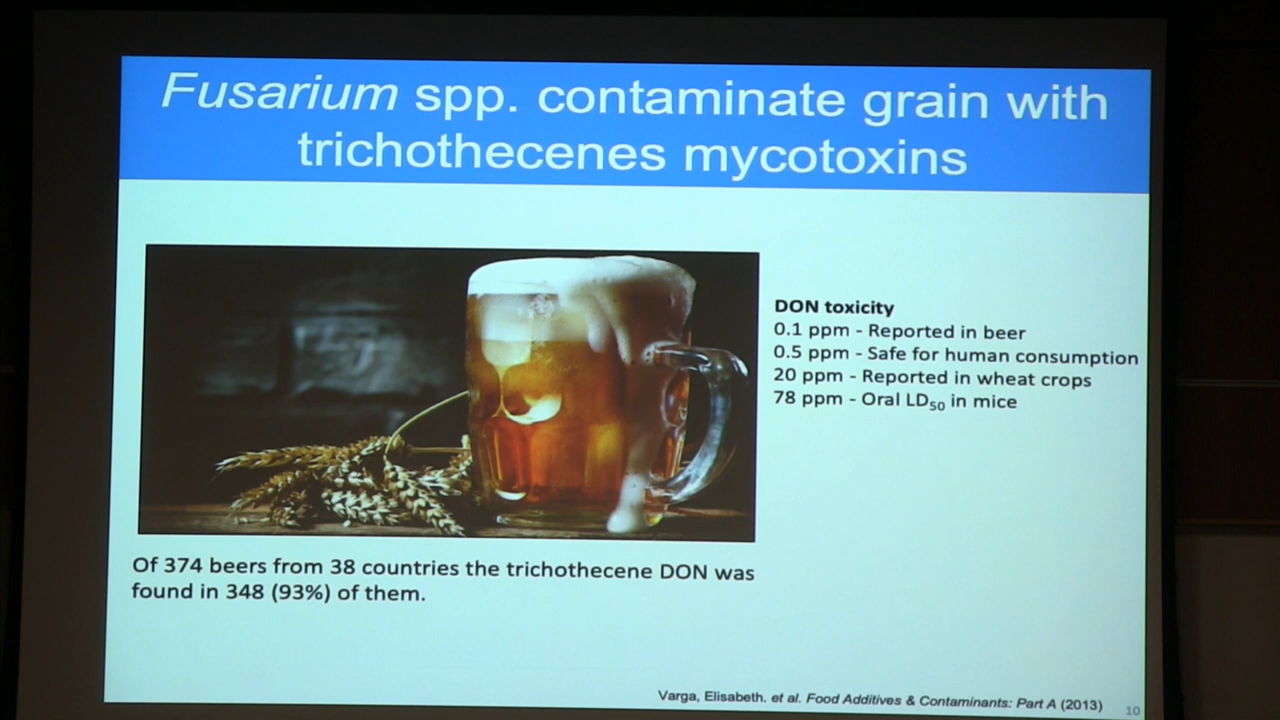 Fusarium spp. contaminate grain with
trichothecenes mycotoxins
DON toxicity
0.1 ppm - Reported in beer
0.5 ppm - Safe for human consumption
20 ppm - Reported in wheat crops
78 ppm - Oral LD50 in mice
Of 374 beers from 38 countries the trichothecene DON was
found in 348 (93%) of them.
Varga, Elisabeth. et al. Food Additives & Contaminants: Part A (2013)
10